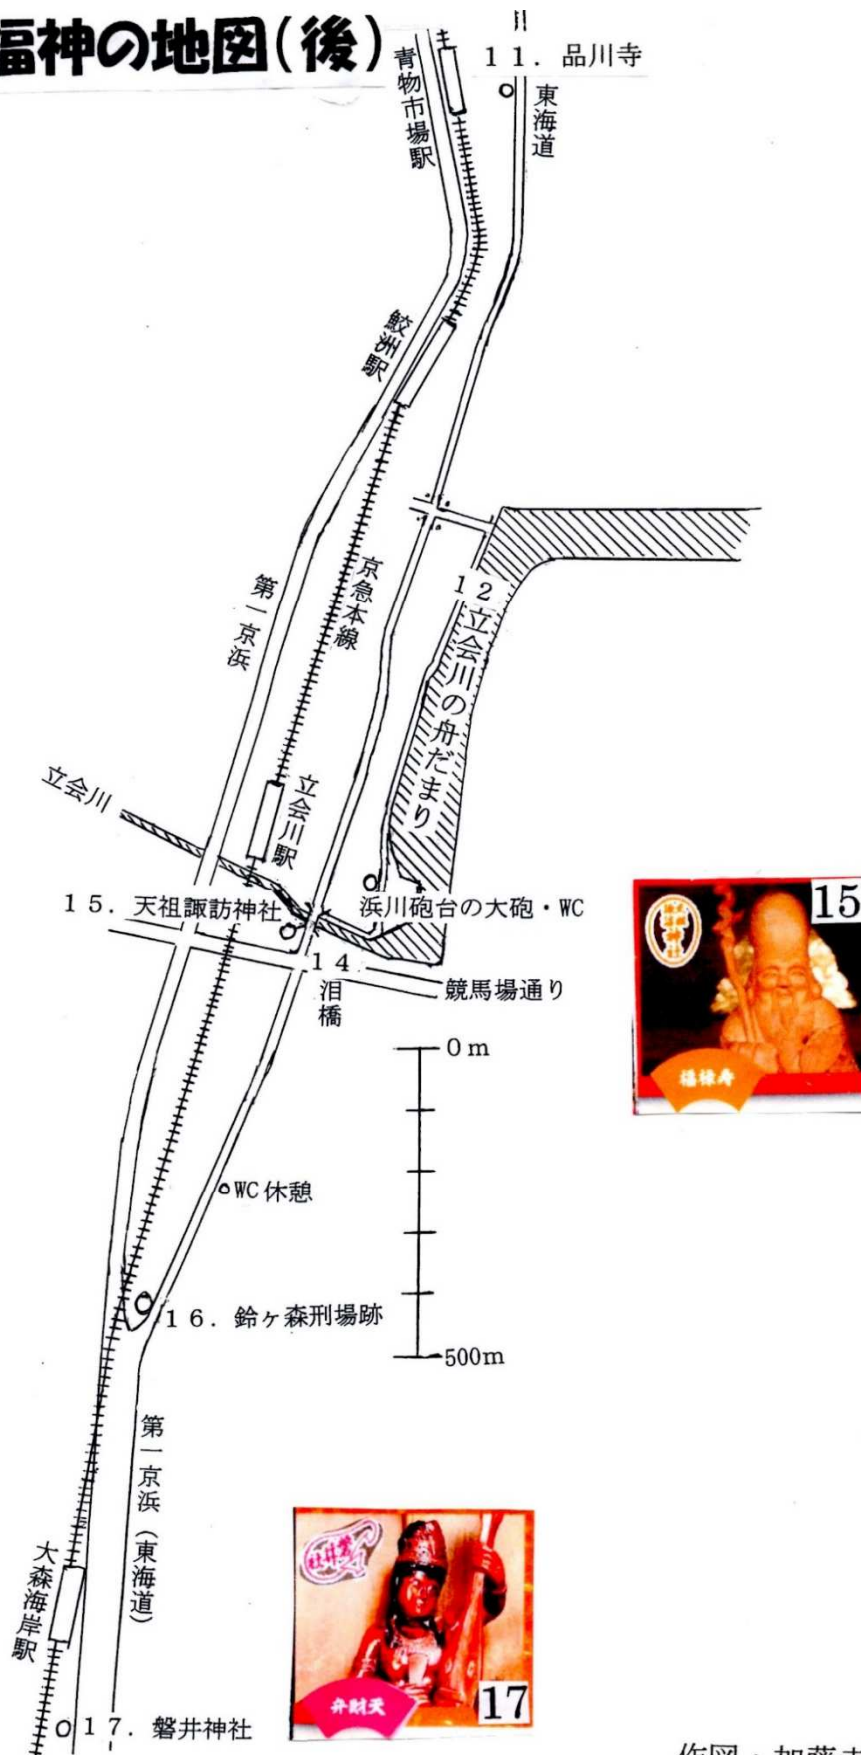 福神の地図(後)
11. 品川寺
青物市場駅
東海道
鮫洲駅
京急本線
第一京浜
12
立会川の舟だまり
立会川
立会川駅
15. 天祖諏訪神社
浜川砲台の大砲・WC
14.
泪橋
競馬場通り
0m
15
福禄寿
WC休憩
16. 鈴ヶ森刑場跡
500m
第一京浜(東海道)
大森海岸駅
弁財天
17
17. 磐井神社